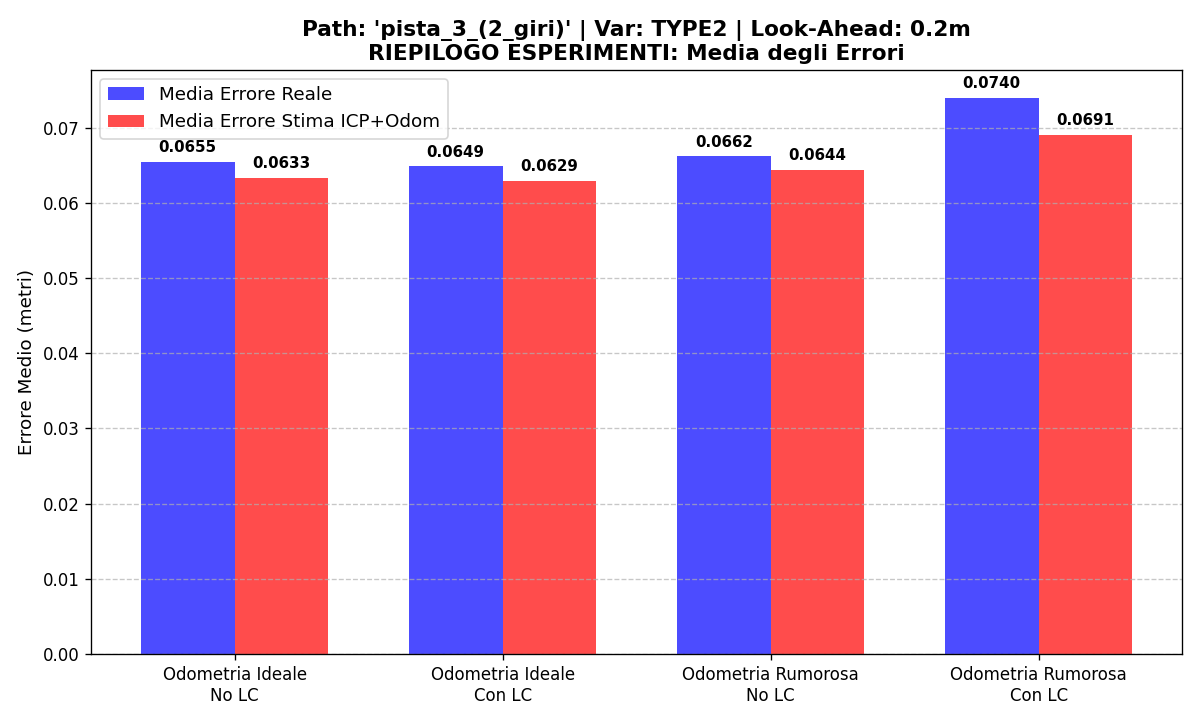 Path: 'pista_3_(2_giri)' | Var: TYPE2 | Look-Ahead: 0.2m
RIEPILOGO ESPERIMENTI: Media degli Errori
Media Errore Reale
Media Errore Stima ICP+Odom
0.0655
0.0633
0.0649
0.0629
0.0662
0.0644
0.0740
0.0691
Errore Medio (metri)
0.07
0.06
0.05
0.04
0.03
0.02
0.01
0.00
Odometria Ideale
No LC
Odometria Ideale
Con LC
Odometria Rumorosa
No LC
Odometria Rumorosa
Con LC